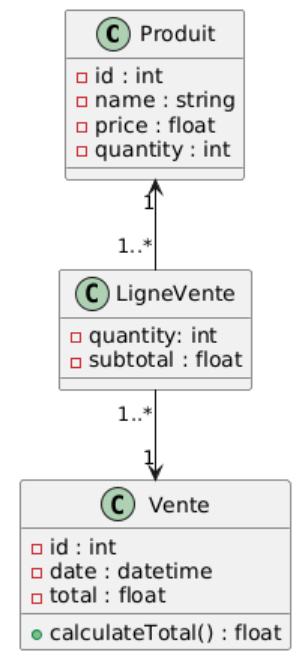 C Produit
id : int
name : string
price : float
quantity : int
1
1..*
C LigneVente
quantity: int
subtotal : float
1..*
1
C Vente
id : int
date : datetime
total : float
calculateTotal() : float